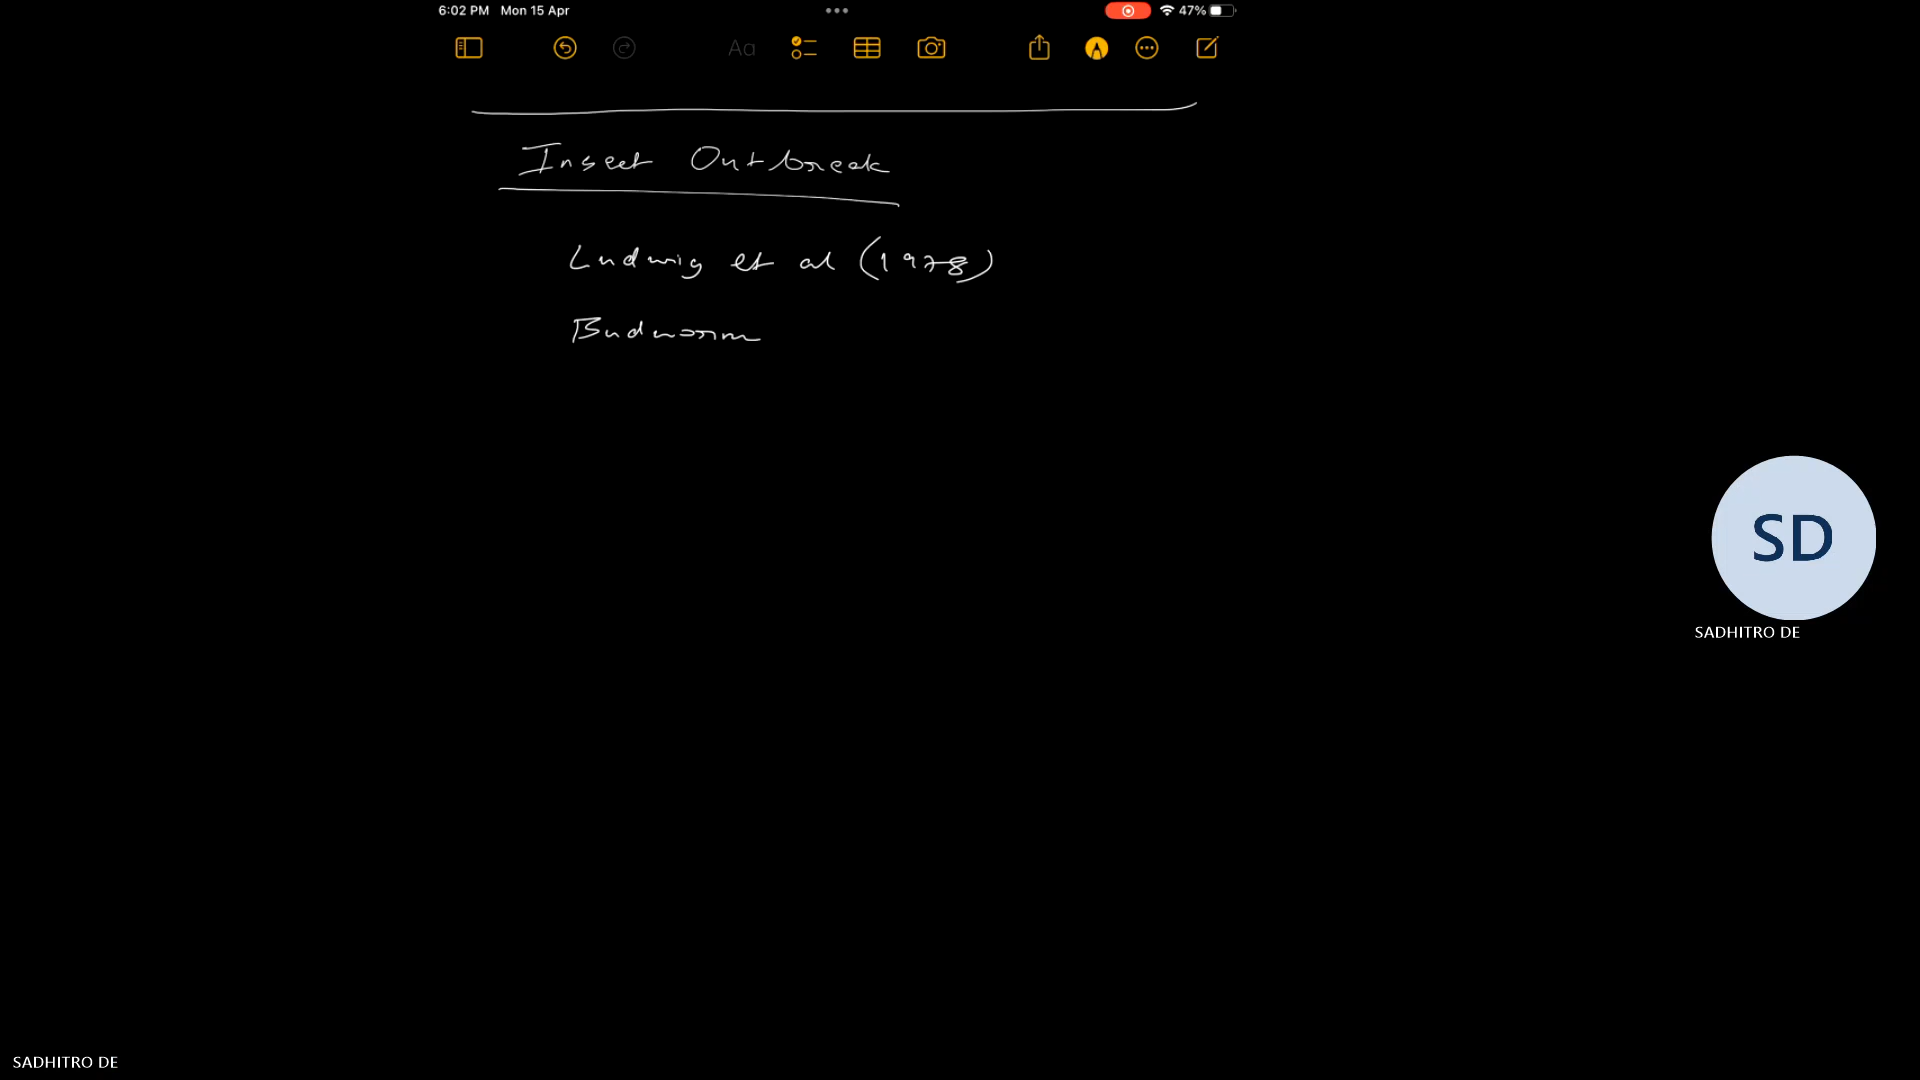 6:02 PM Mon 15 Apr
47%
Aa
Insect Outbreak
Ludwig et al (1978)
Budworm
SD
SADHITRO DE
SADHITRO DE